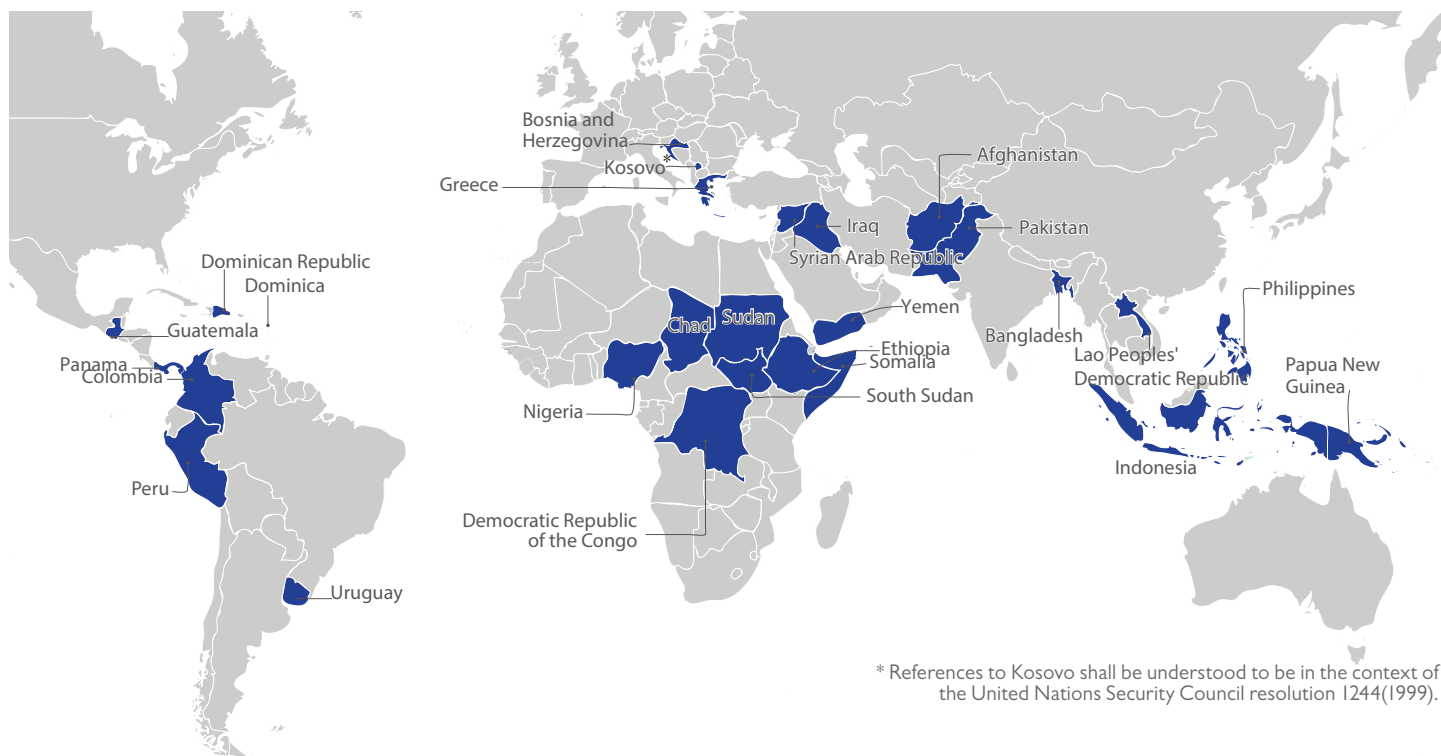 Bosnia and
Herzegovina
Kosovo*
Greece
Afghanistan
Iraq
Pakistan
Syrian Arab Republic
Dominican Republic
Dominica
Guatemala
Panama
Colombia
Peru
Uruguay
Chad
Sudan
Yemen
Ethiopia
Somalia
South Sudan
Nigeria
Democratic Republic
of the Congo
Bangladesh
Lao Peoples'
Democratic Republic
Philippines
Papua New
Guinea
Indonesia
* References to Kosovo shall be understood to be in the context of
the United Nations Security Council resolution 1244(1999).